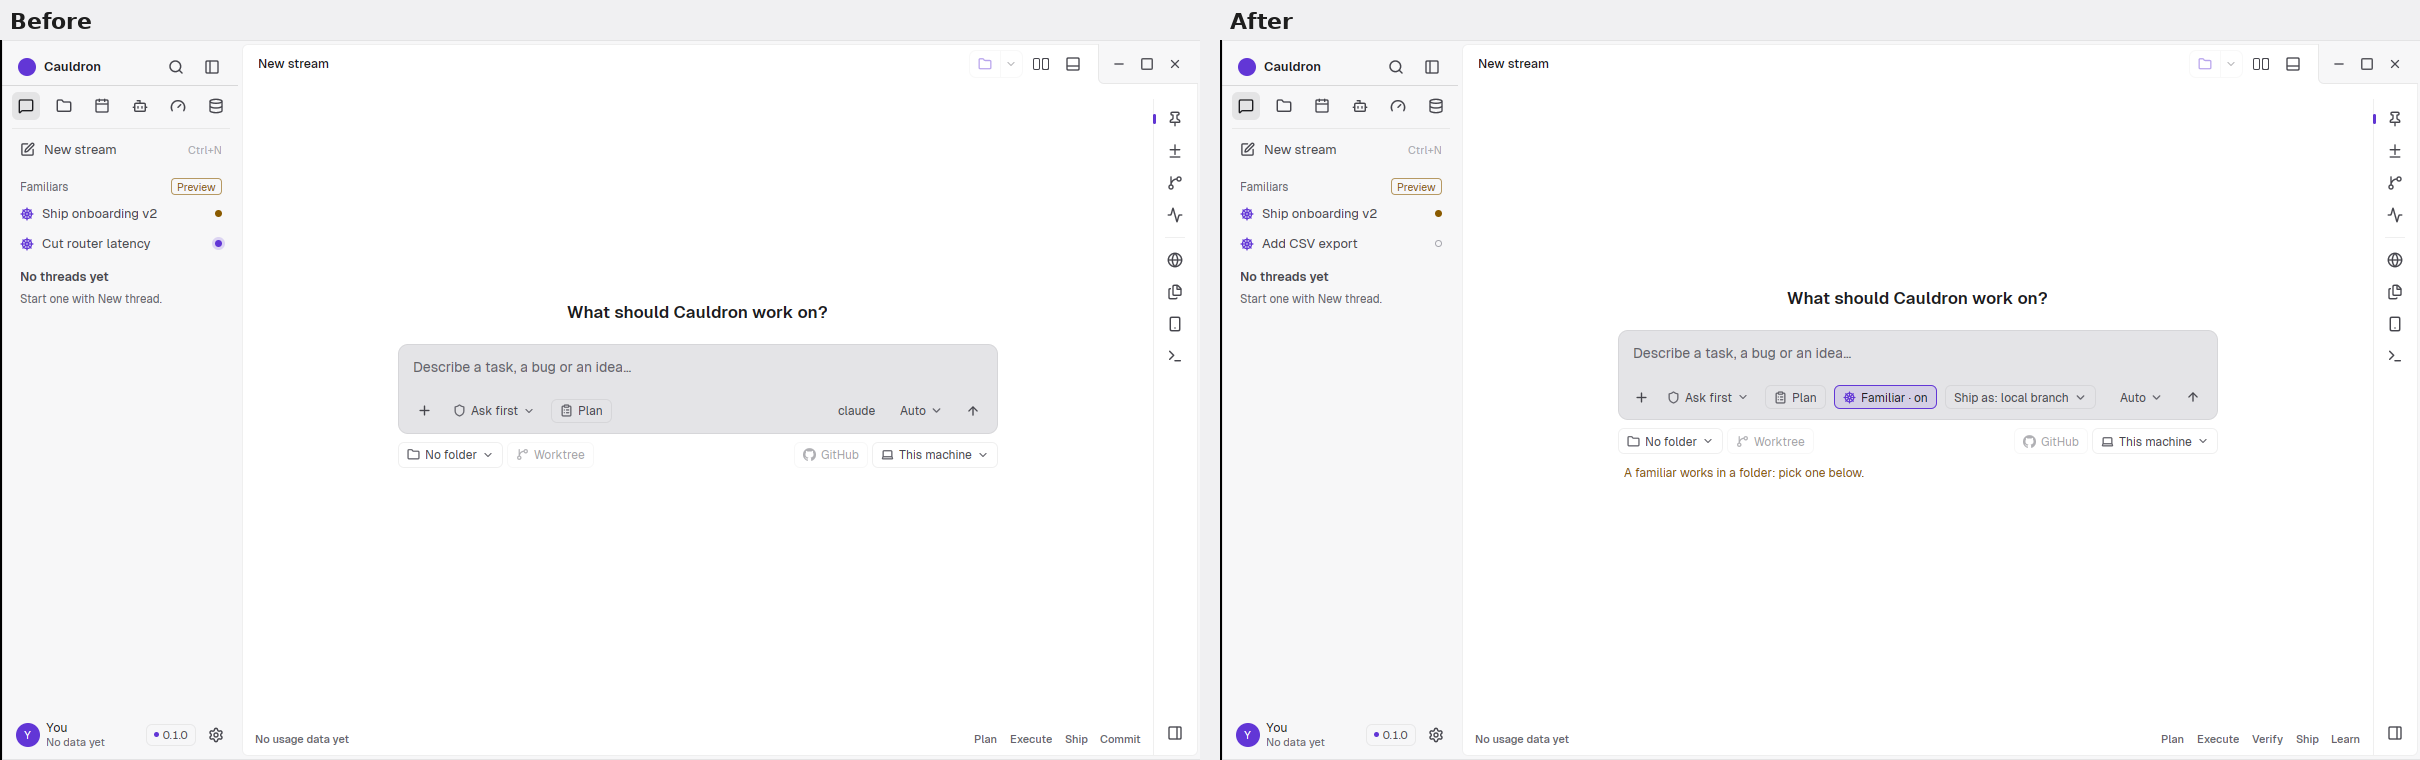 Before
Cauldron
New stream
New stream Ctrl+N
Familiars Preview
Ship onboarding v2
Cut router latency
No threads yet
Start one with New thread.
What should Cauldron work on?
Describe a task, a bug or an idea...
Ask first Plan claude Auto
No folder Worktree GitHub This machine
Y You
No data yet
0.1.0
No usage data yet Plan Execute Ship Commit
After
Cauldron
New stream
New stream Ctrl+N
Familiars Preview
Ship onboarding v2
Add CSV export
No threads yet
Start one with New thread.
What should Cauldron work on?
Describe a task, a bug or an idea...
Ask first Plan Familiar · on Ship as: local branch Auto
No folder Worktree GitHub This machine
A familiar works in a folder: pick one below.
Y You
No data yet
0.1.0
No usage data yet Plan Execute Verify Ship Learn